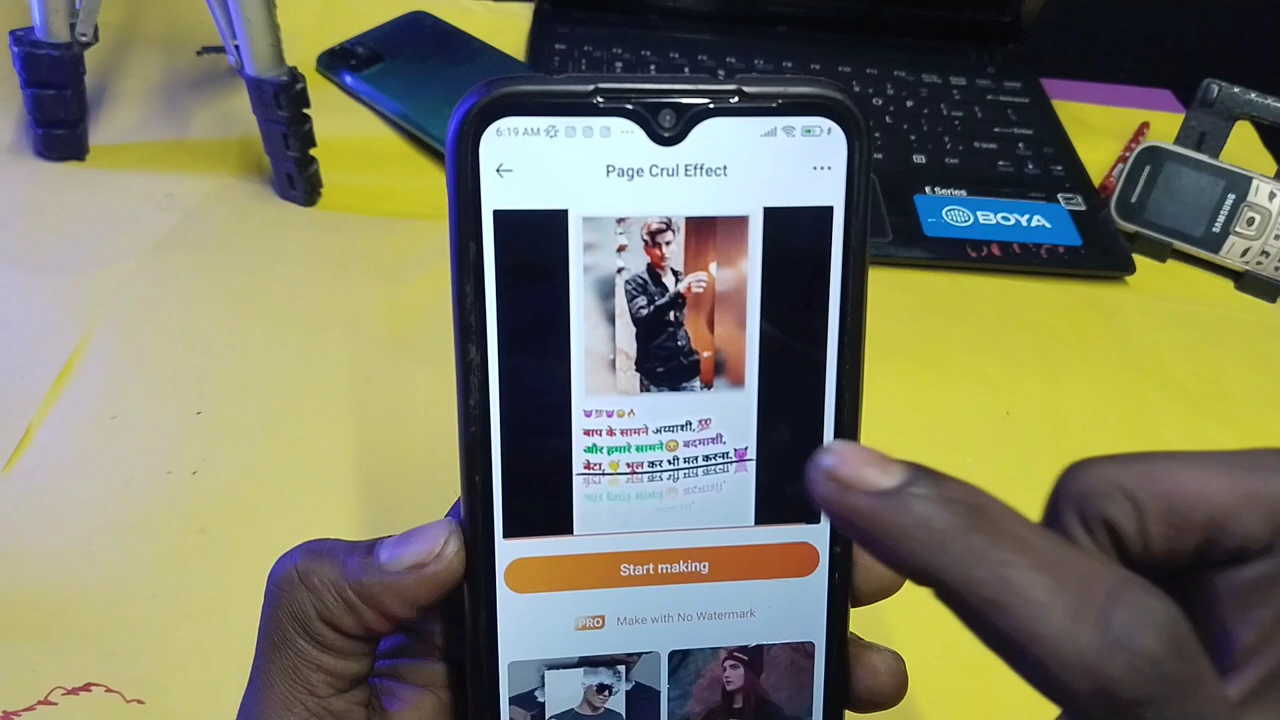 6:19 AM
Page Crul Effect
E Series
BOYA
SAMSUNG
बाप के सामने अय्याशी,💯
और हमारे सामने😡 बदमाशी,
बेटा, भूल कर भी मत करना.😈
Start making
PRO Make with No Watermark